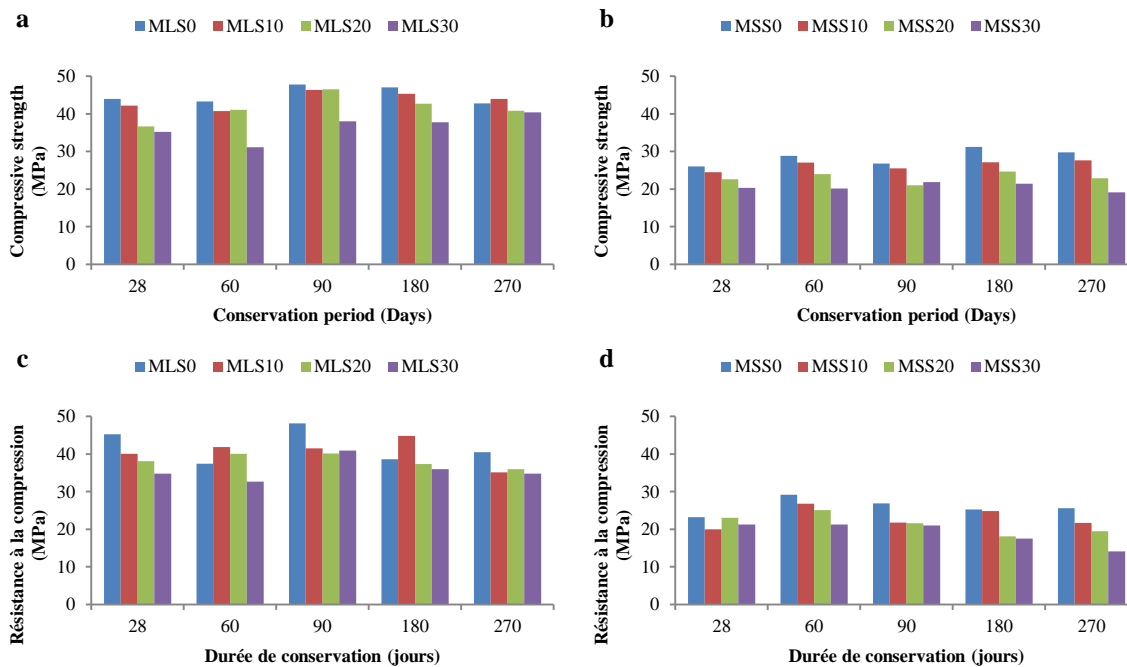 a
MLS0 MLS10 MLS20 MLS30
Compressive strength
(MPa)
50
40
30
20
10
0
28 60 90 180 270
Conservation period (Days)
b
MSS0 MSS10 MSS20 MSS30
Compressive strength
(MPa)
50
40
30
20
10
0
28 60 90 180 270
Conservation period (Days)
c
MLS0 MLS10 MLS20 MLS30
Résistance à la compression
(MPa)
50
40
30
20
10
0
28 60 90 180 270
Durée de conservation (jours)
d
MSS0 MSS10 MSS20 MSS30
Résistance à la compression
(MPa)
50
40
30
20
10
0
28 60 90 180 270
Durée de conservation (jours)